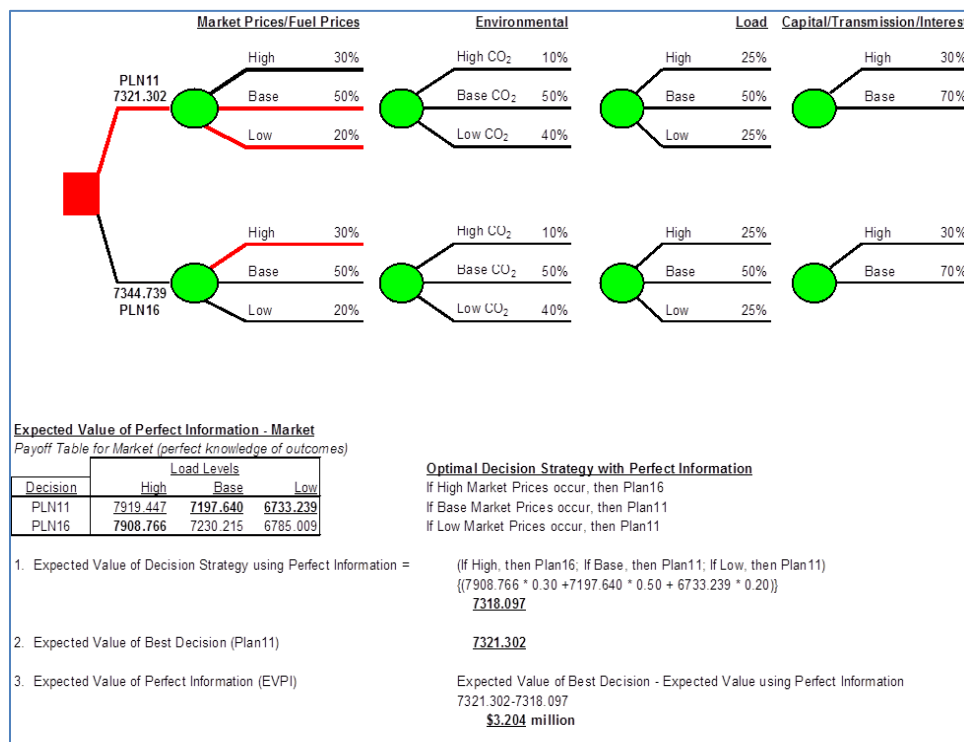 Market Prices/Fuel Prices Environmental Load Capital/Transmission/Interest
High 30% High CO2 10% High 25% High 30%
PLN11
7321.302
Base 50% Base CO2 50% Base 50% Base 70%
Low 20% Low CO2 40% Low 25%
High 30% High CO2 10% High 25% High 30%
Base 50% Base CO2 50% Base 50% Base 70%
7344.739
PLN16
Low 20% Low CO2 40% Low 25%
Expected Value of Perfect Information - Market
Payoff Table for Market (perfect knowledge of outcomes)
Load Levels
Decision High Base Low
PLN11 7919.447 7197.640 6733.239
PLN16 7908.766 7230.215 6785.009
Optimal Decision Strategy with Perfect Information
If High Market Prices occur, then Plan16
If Base Market Prices occur, then Plan11
If Low Market Prices occur, then Plan11
1. Expected Value of Decision Strategy using Perfect Information = (If High, then Plan16; If Base, then Plan11; If Low, then Plan11)
{(7908.766 * 0.30 +7197.640 * 0.50 + 6733.239 * 0.20)}
7318.097
2. Expected Value of Best Decision (Plan11) 7321.302
3. Expected Value of Perfect Information (EVPI) Expected Value of Best Decision - Expected Value using Perfect Information
7321.302-7318.097
$3.204 million